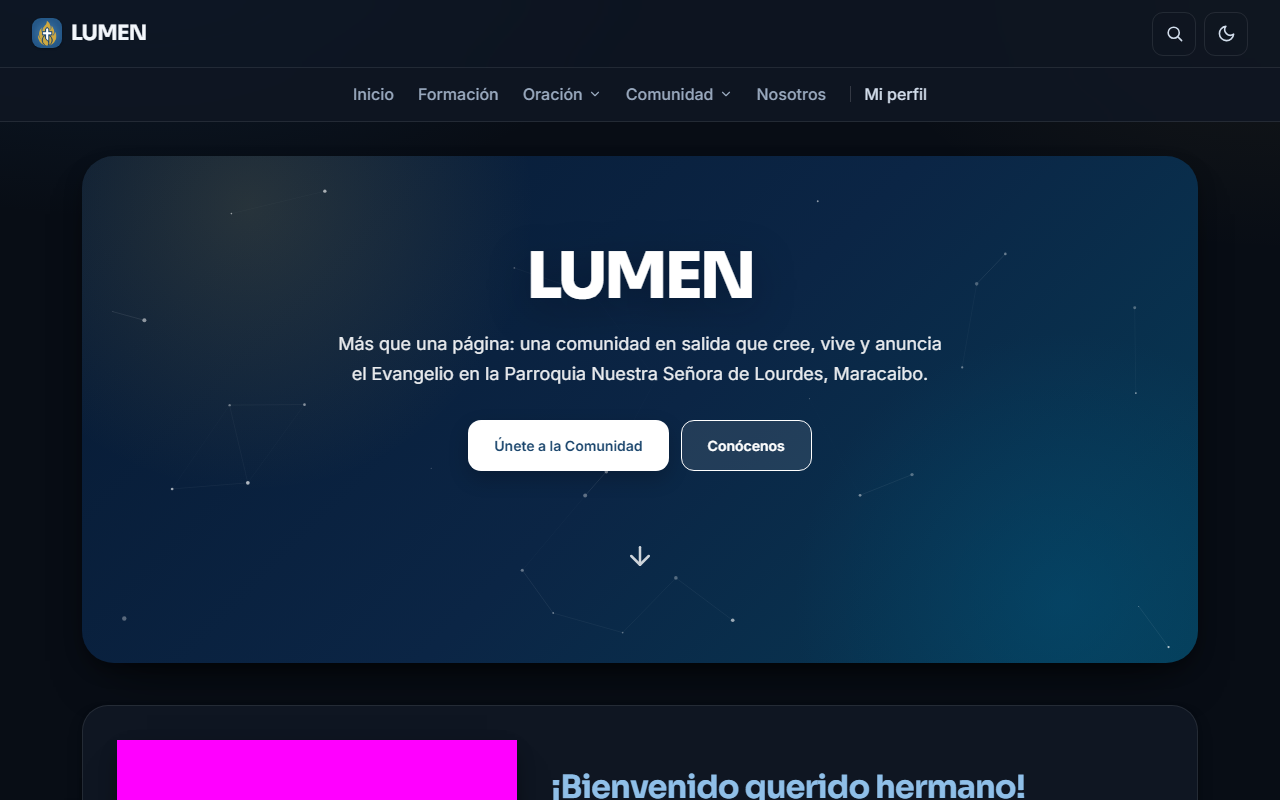 LUMEN
Inicio Formación Oración Comunidad Nosotros Mi perfil
LUMEN
Más que una página: una comunidad en salida que cree, vive y anuncia
el Evangelio en la Parroquia Nuestra Señora de Lourdes, Maracaibo.
Únete a la Comunidad Conócenos
¡Bienvenido querido hermano!